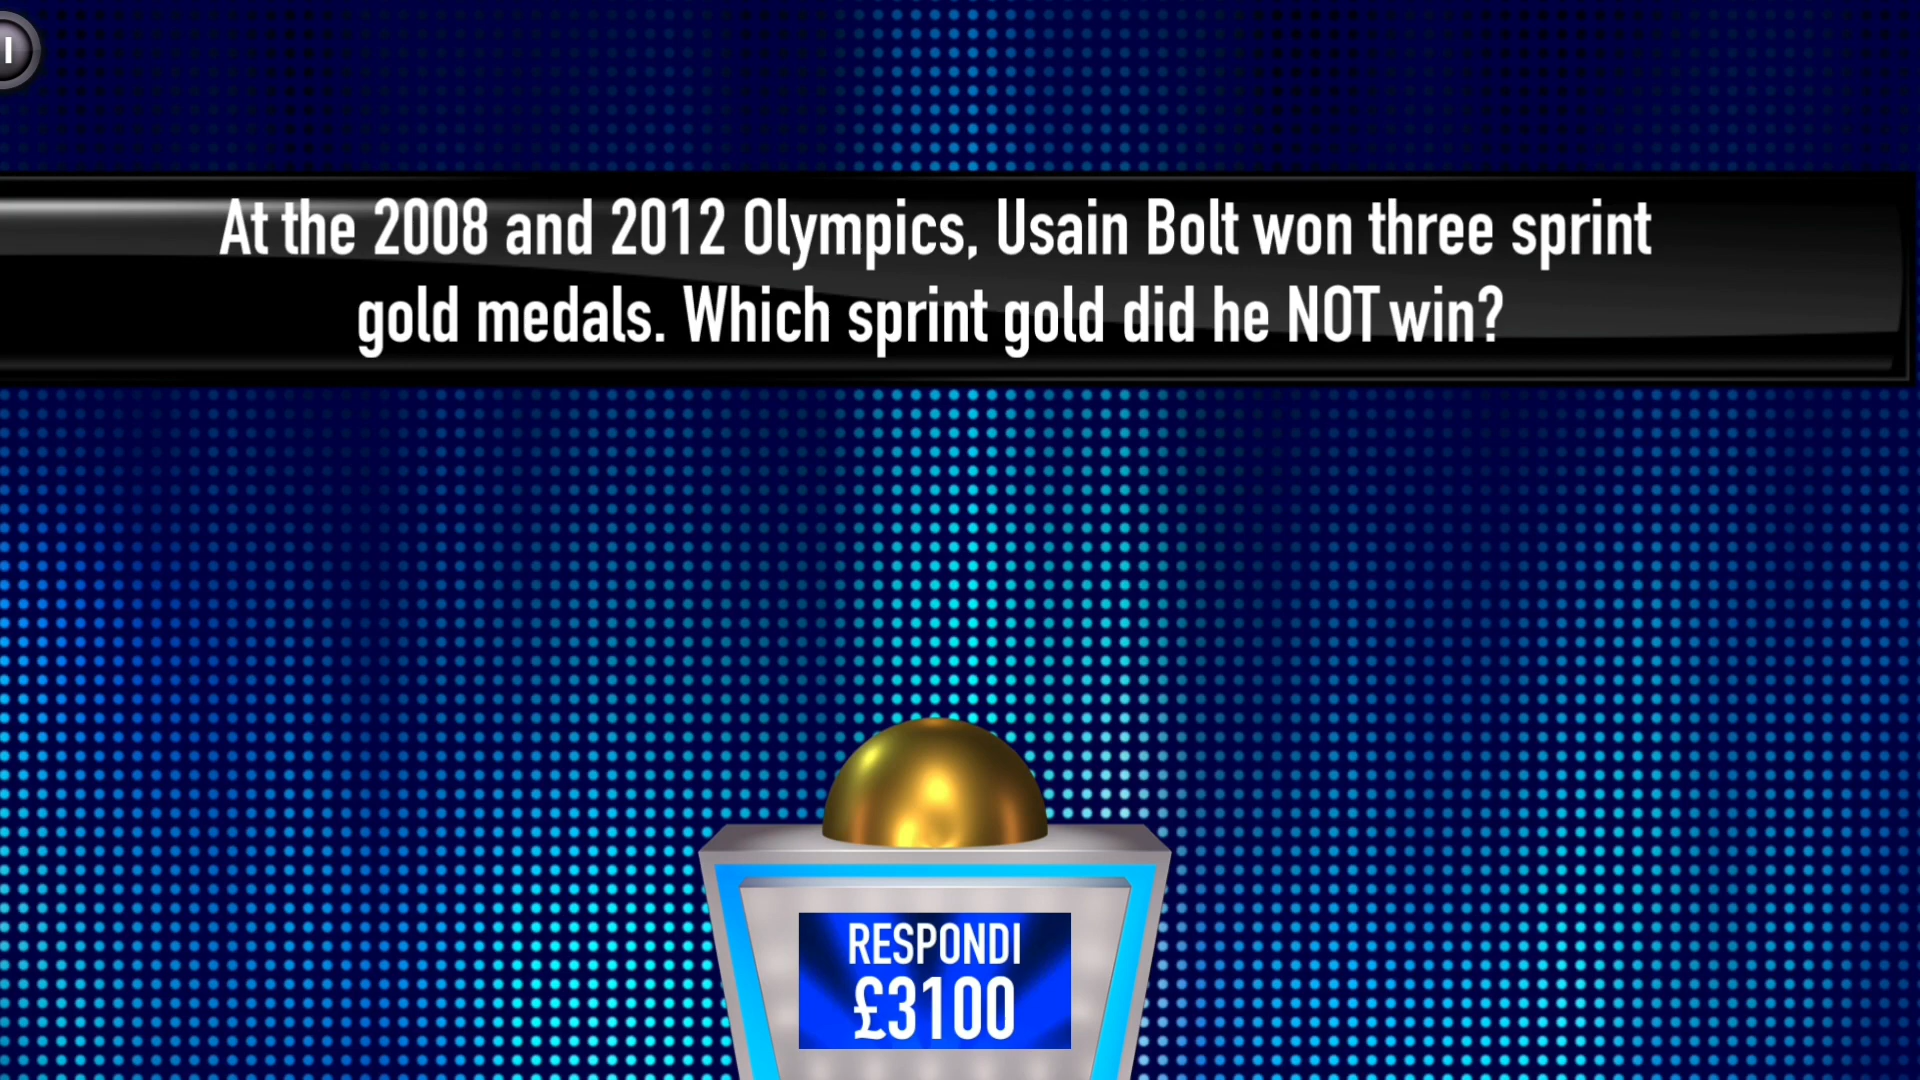 At the 2008 and 2012 Olympics, Usain Bolt won three sprint
gold medals. Which sprint gold did he NOT win?
RESPONDI
£3100